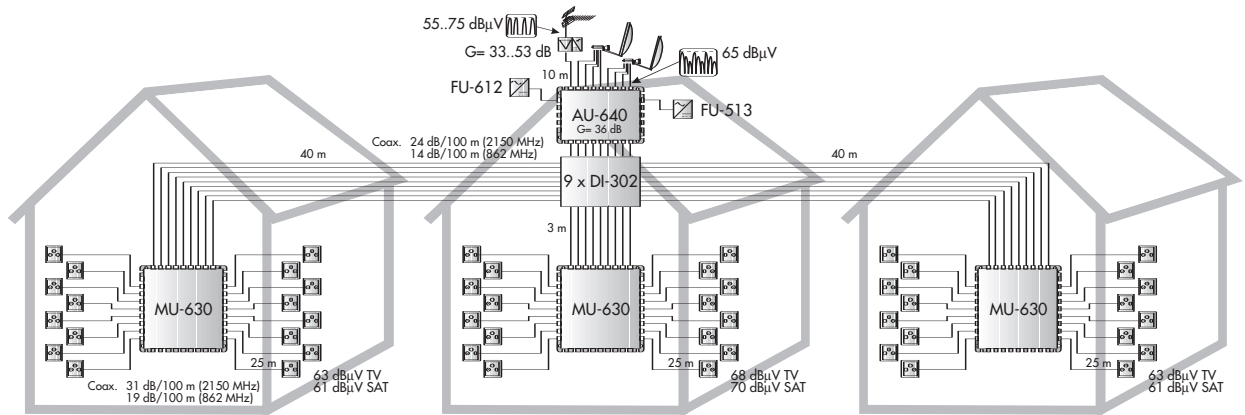 55..75 dBµV
G= 33..53 dB
65 dBµV
10 m
FU-612
FU-513
AU-640
G= 36 dB
Coax. 24 dB/100 m (2150 MHz)
14 dB/100 m (862 MHz)
40 m
40 m
9 x DI-302
3 m
MU-630
MU-630
MU-630
25 m
25 m
25 m
63 dBµV TV
61 dBµV SAT
68 dBµV TV
70 dBµV SAT
63 dBµV TV
61 dBµV SAT
Coax. 31 dB/100 m (2150 MHz)
19 dB/100 m (862 MHz)